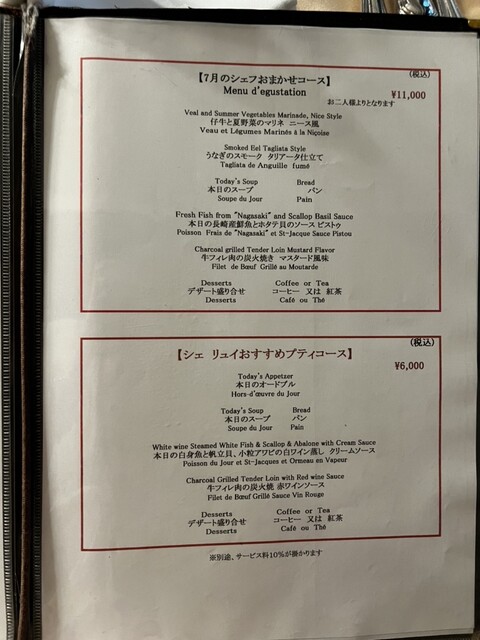 (税込)
【7月のシェフおまかせコース】
Menu d'egustation
¥11,000
お二人様よりとなります
Veal and Summer Vegetables Marinade, Nice Style
仔牛と夏野菜のマリネ ニース風
Veau et Légumes Marinés à la Niçoise
Smoked Eel Tagliata Style
うなぎのスモーク タリアータ仕立て
Tagliata de Anguille fumé
Today's Soup Bread
本日のスープ パン
Soupe du Jour Pain
Fresh Fish from "Nagasaki" and Scallop Basil Sauce
本日の長崎産鮮魚とホタテ貝のソース ピストゥ
Poisson Frais de "Nagasaki" et St-Jacque Sauce Pistou
Charcoal grilled Tender Loin Mustard Flavor
牛フィレ肉の炭火焼き マスタード風味
Filet de Bœuf Grillé au Moutarde
Desserts Coffee or Tea
デザート盛り合せ コーヒー 又は 紅茶
Desserts Café ou Thé
(税込)
【シェ リュイおすすめプティコース】
¥6,000
Today's Appetzer
本日のオードブル
Hors-d'œuvre du Jour
Today's Soup Bread
本日のスープ パン
Soupe du Jour Pain
White wine Steamed White Fish & Scallop & Abalone with Cream Sauce
本日の白身魚と帆立貝、小粒アワビの白ワイン蒸し クリームソース
Poisson du Jour et St-Jacques et Ormeau en Vapeur
Charcoal Grilled Tender Loin with Red wine Sauce
牛フィレ肉の炭火焼 赤ワインソース
Filet de Bœuf Grillé Sauce Vin Rouge
Desserts Coffee or Tea
デザート盛り合せ コーヒー 又は 紅茶
Desserts Café ou Thé
※別途、サービス料10%が掛かります